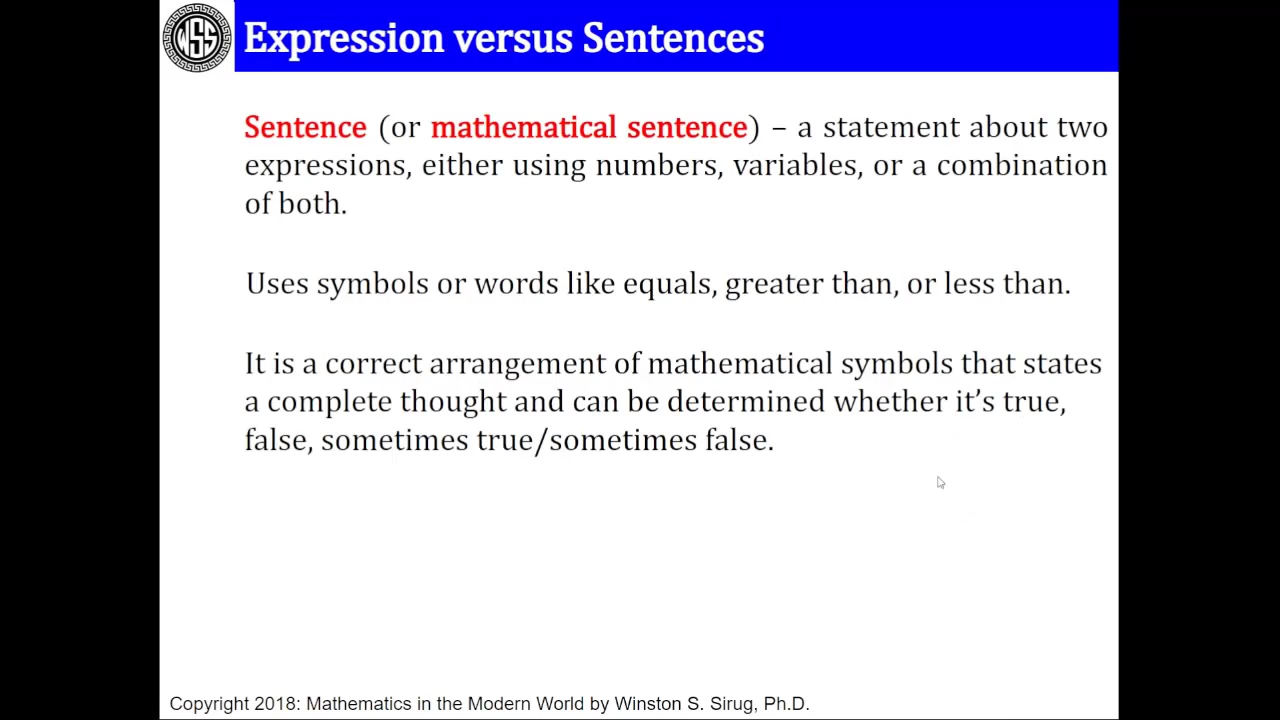 WSS
Expression versus Sentences
Sentence (or mathematical sentence) – a statement about two
expressions, either using numbers, variables, or a combination
of both.
Uses symbols or words like equals, greater than, or less than.
It is a correct arrangement of mathematical symbols that states
a complete thought and can be determined whether it’s true,
false, sometimes true/sometimes false.
Copyright 2018: Mathematics in the Modern World by Winston S. Sirug, Ph.D.